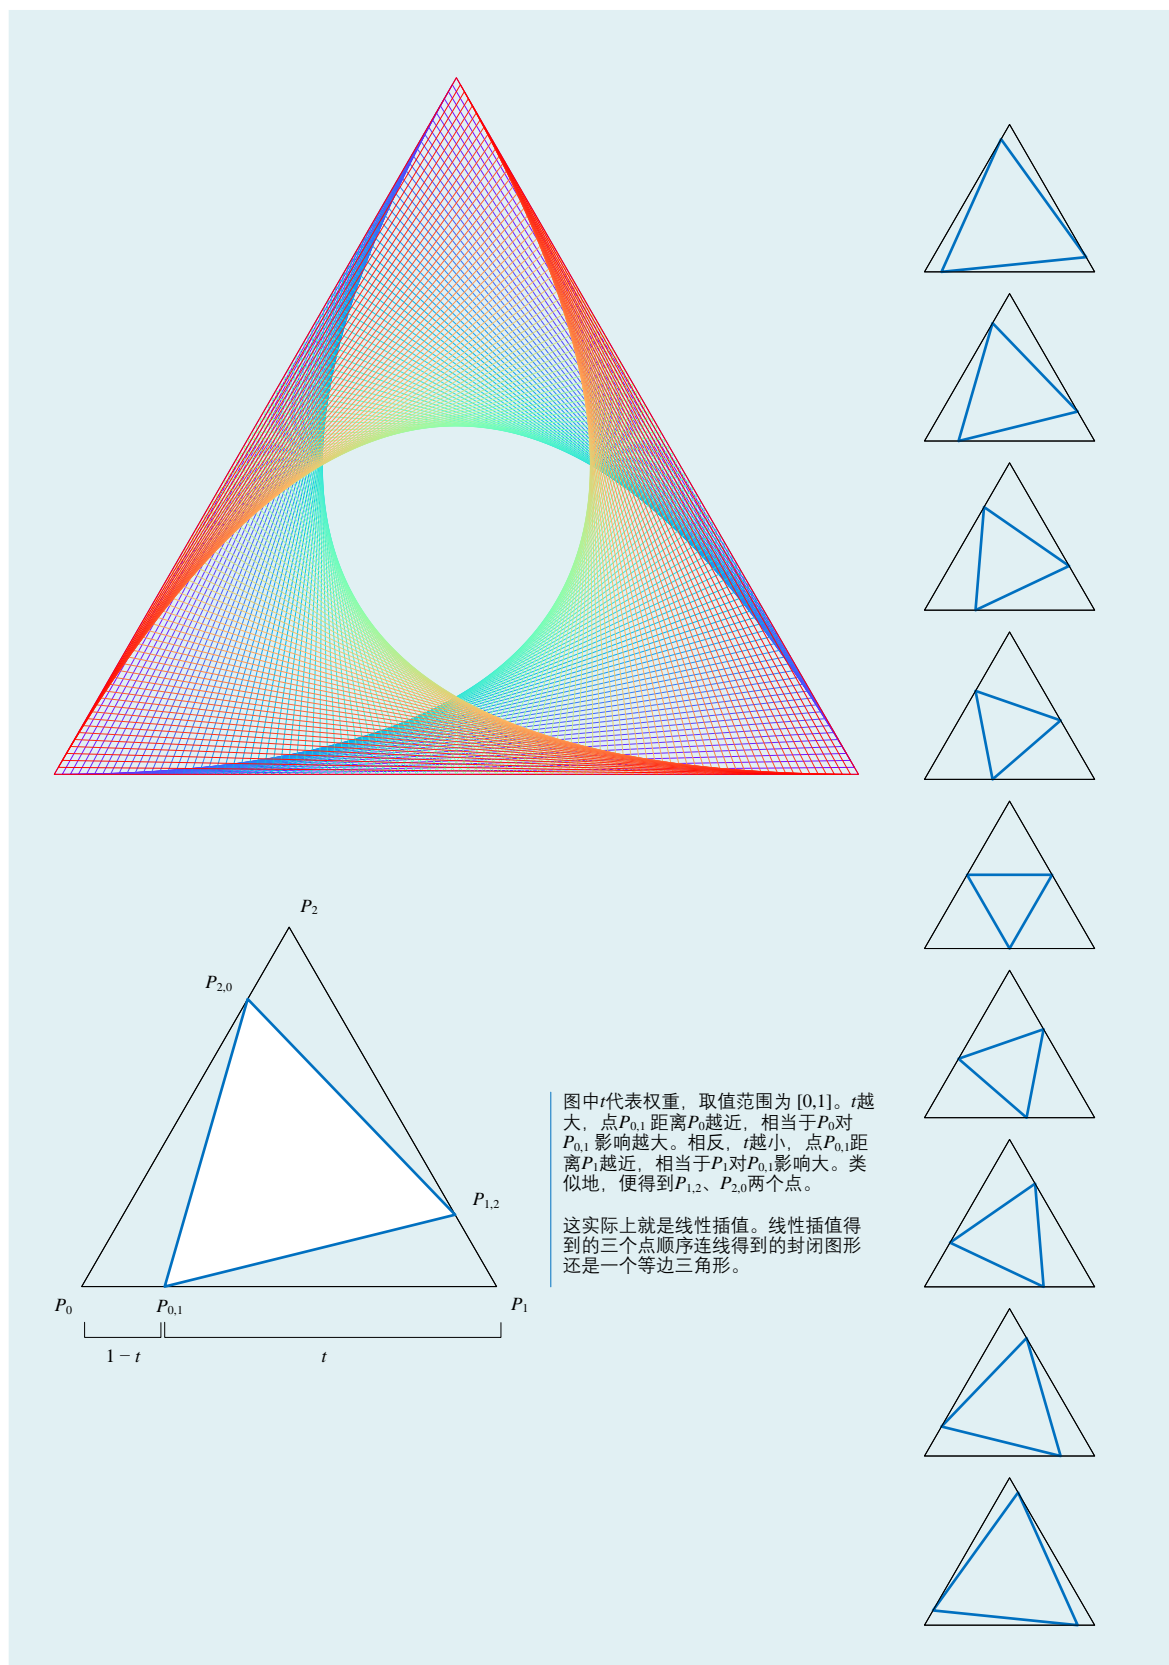 P2
P2,0
图中t代表权重，取值范围为 [0,1]。t越
大，点P0,1 距离P0越近，相当于P0对
P0,1 影响越大。相反，t越小，点P0,1距
离P1越近，相当于P1对P0,1影响大。类
似地，便得到P1,2、P2,0两个点。
这实际上就是线性插值。线性插值得
到的三个点顺序连线得到的封闭图形
还是一个等边三角形。
P1,2
P0
P0,1
P1
1 − t
t